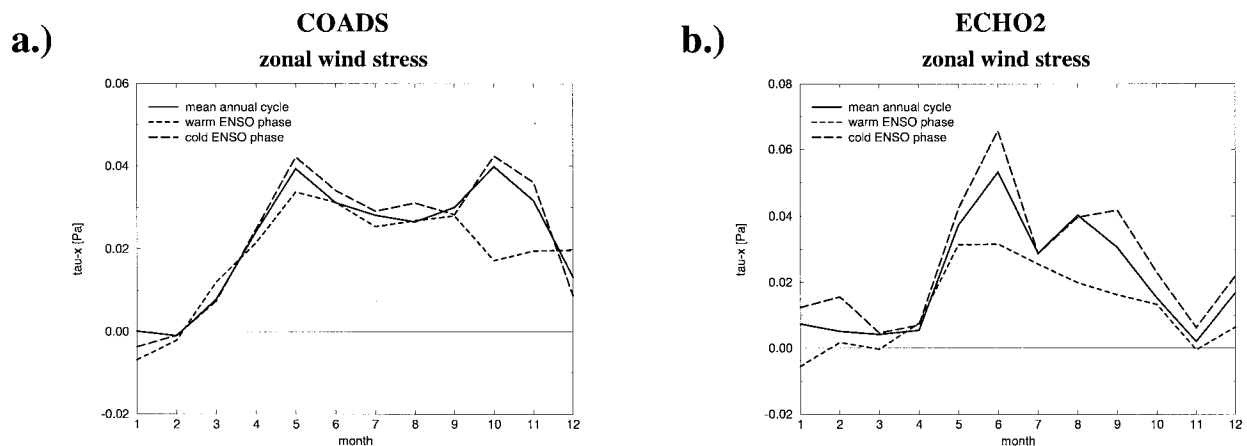 a.)
COADS
zonal wind stress
0.06
0.04
0.02
0.00
-0.02
tau-x [Pa]
mean annual cycle
warm ENSO phase
cold ENSO phase
1 2 3 4 5 6 7 8 9 10 11 12
month
b.)
ECHO2
zonal wind stress
0.08
0.06
0.04
0.02
0.00
-0.02
tau-x [Pa]
mean annual cycle
warm ENSO phase
cold ENSO phase
1 2 3 4 5 6 7 8 9 10 11 12
month